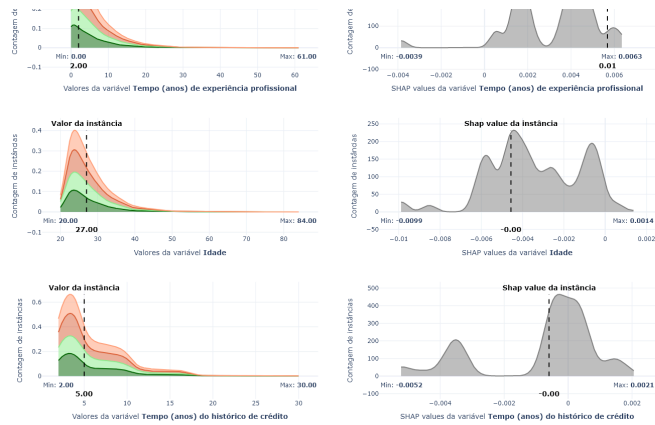 Contagem de
0.2
0.1
0
−0.1
Min: 0.00
Max: 61.00
2.00
0
10
20
30
40
50
60
Valores da variável Tempo (anos) de experiência profissional
Contagem de
100
0
−100
Min: -0.0039
Max: 0.0063
0.01
−0.004
−0.002
0
0.002
0.004
0.006
SHAP values da variável Tempo (anos) de experiência profissional
Valor da instância
Contagem de instâncias
0.4
0.3
0.2
0.1
0
−0.1
Min: 20.00
Max: 84.00
27.00
20
30
40
50
60
70
80
Valores da variável Idade
Shap value da instância
Contagem de instâncias
250
200
150
100
50
0
−50
Min: -0.0099
Max: 0.0014
-0.00
−0.01
−0.008
−0.006
−0.004
−0.002
0
0.002
SHAP values da variável Idade
Valor da instância
Contagem de instâncias
0.6
0.4
0.2
0
Min: 2.00
Max: 30.00
5.00
5
10
15
20
25
30
Valores da variável Tempo (anos) do histórico de crédito
Shap value da instância
Contagem de instâncias
500
400
300
200
100
0
−100
Min: -0.0052
Max: 0.0021
-0.00
−0.004
−0.002
0
0.002
SHAP values da variável Tempo (anos) do histórico de crédito